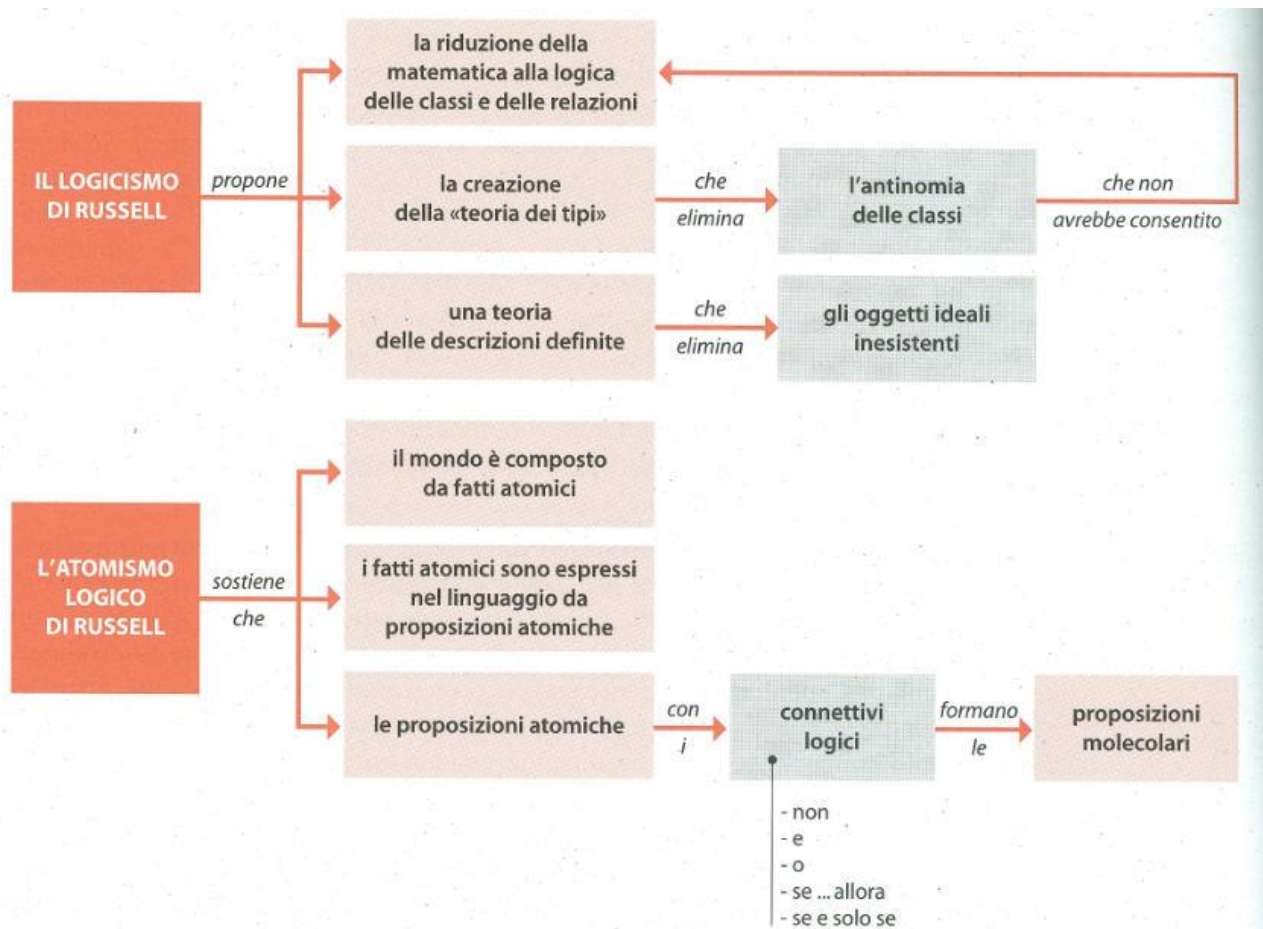 IL LOGICISMO
DI RUSSELL
propone
la riduzione della
matematica alla logica
delle classi e delle relazioni
la creazione
della «teoria dei tipi»
che
elimina
l'antinomia
delle classi
che non
avrebbe consentito
una teoria
delle descrizioni definite
che
elimina
gli oggetti ideali
inesistenti
L'ATOMISMO
LOGICO
DI RUSSELL
sostiene
che
il mondo è composto
da fatti atomici
i fatti atomici sono espressi
nel linguaggio da
proposizioni atomiche
le proposizioni atomiche
con
i
connettivi
logici
formano
le
proposizioni
molecolari
- non
- e
- o
- se ... allora
- se e solo se